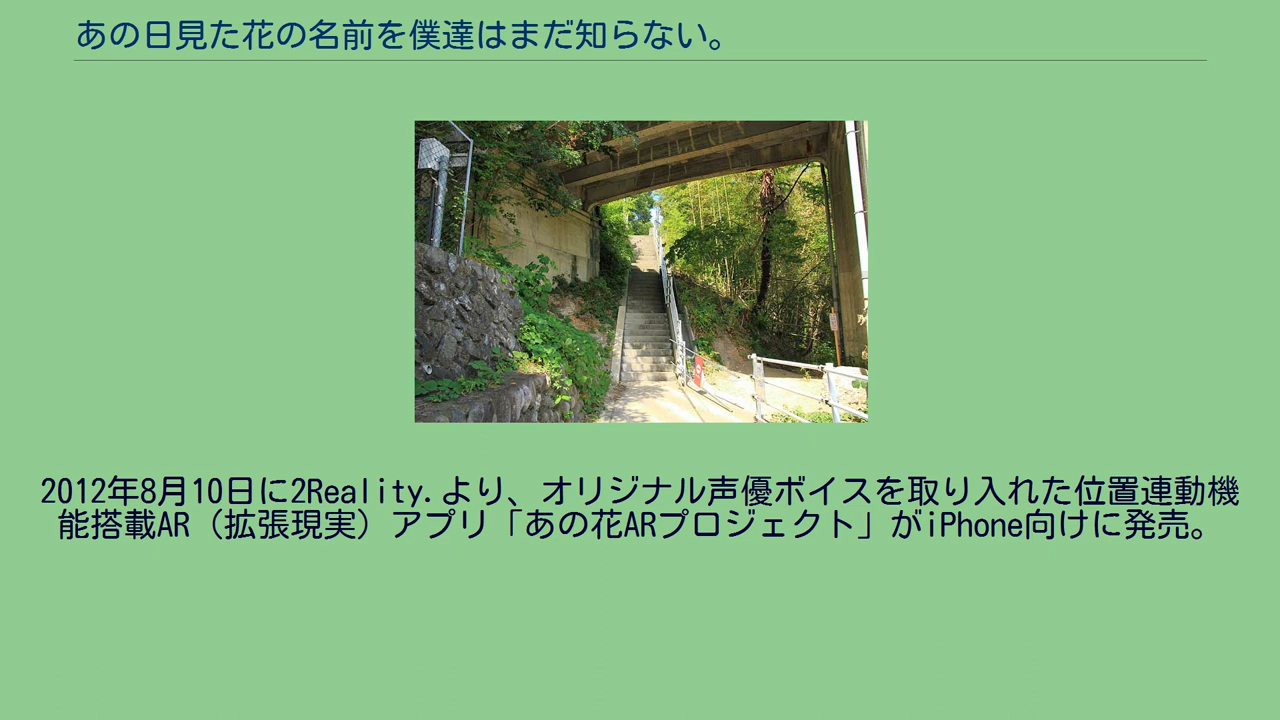 あの日見た花の名前を僕達はまだ知らない。
2012年8月10日に2Reality.より、オリジナル声優ボイスを取り入れた位置連動機
能搭載AR（拡張現実）アプリ「あの花ARプロジェクト」がiPhone向けに発売。